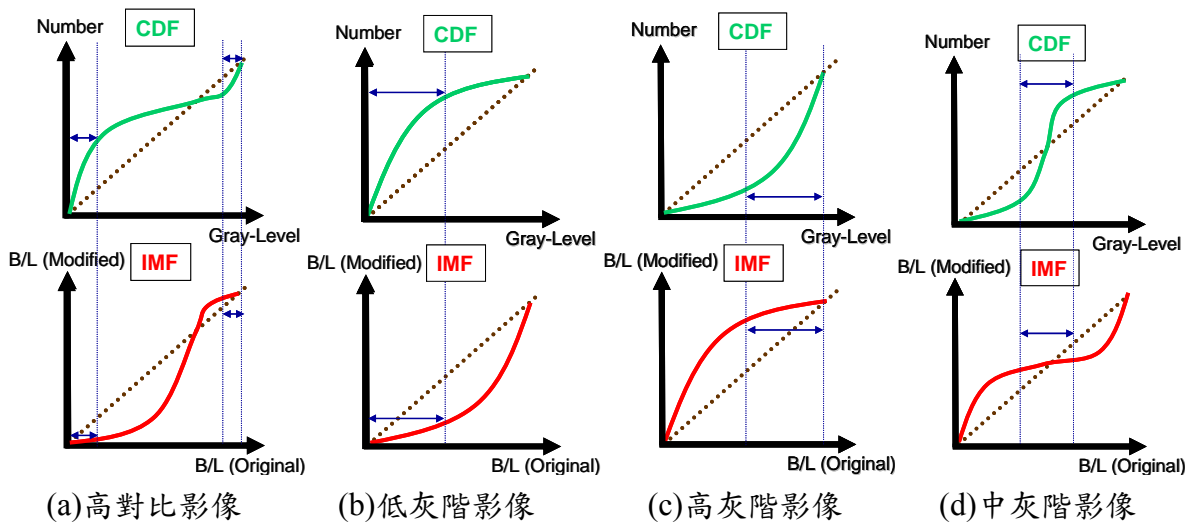 Number CDF
Gray-Level
B/L (Modified) IMF
B/L (Original)
(a)高對比影像
Number CDF
Gray-Level
B/L (Modified) IMF
B/L (Original)
(b)低灰階影像
Number CDF
Gray-Level
B/L (Modified) IMF
B/L (Original)
(c)高灰階影像
Number CDF
Gray-Level
B/L (Modified) IMF
B/L (Original)
(d)中灰階影像